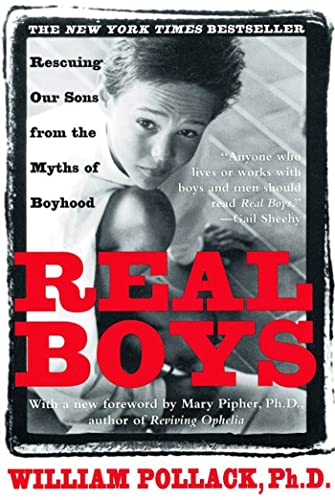 THE NEW YORK TIMES BESTSELLER
Rescuing
Our Sons
from the
Myths of
Boyhood
“Anyone who
lives or works with
boys and men should
read Real Boys.”
—Gail Sheehy
REAL
BOYS
With a new foreword by Mary Pipher, Ph.D.,
author of Reviving Ophelia
WILLIAM POLLACK, Ph.D.